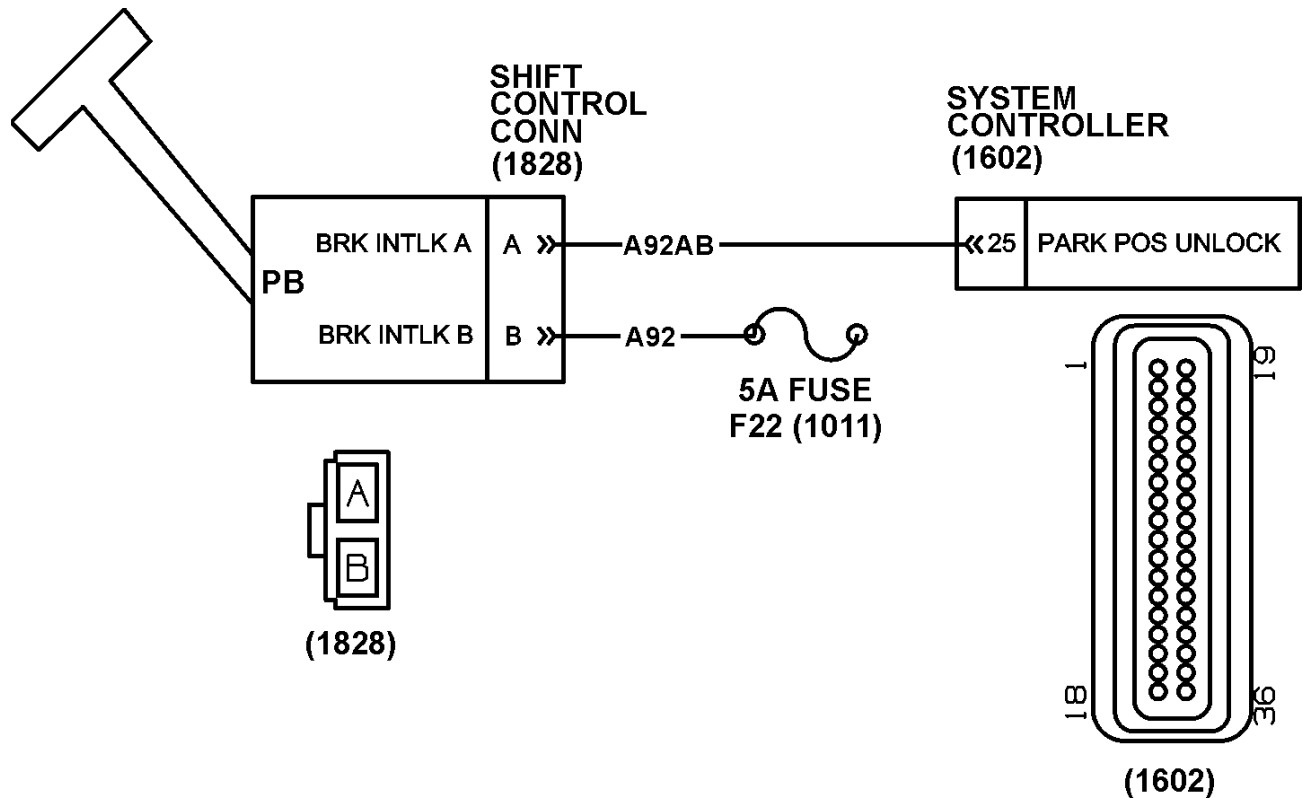 SHIFT
CONTROL
CONN
(1828)
SYSTEM
CONTROLLER
(1602)
PB
BRK INTLK A
A
A92AB
25
PARK POS UNLOCK
BRK INTLK B
B
A92
5A FUSE
F22 (1011)
A
B
(1828)
1
19
18
36
(1602)